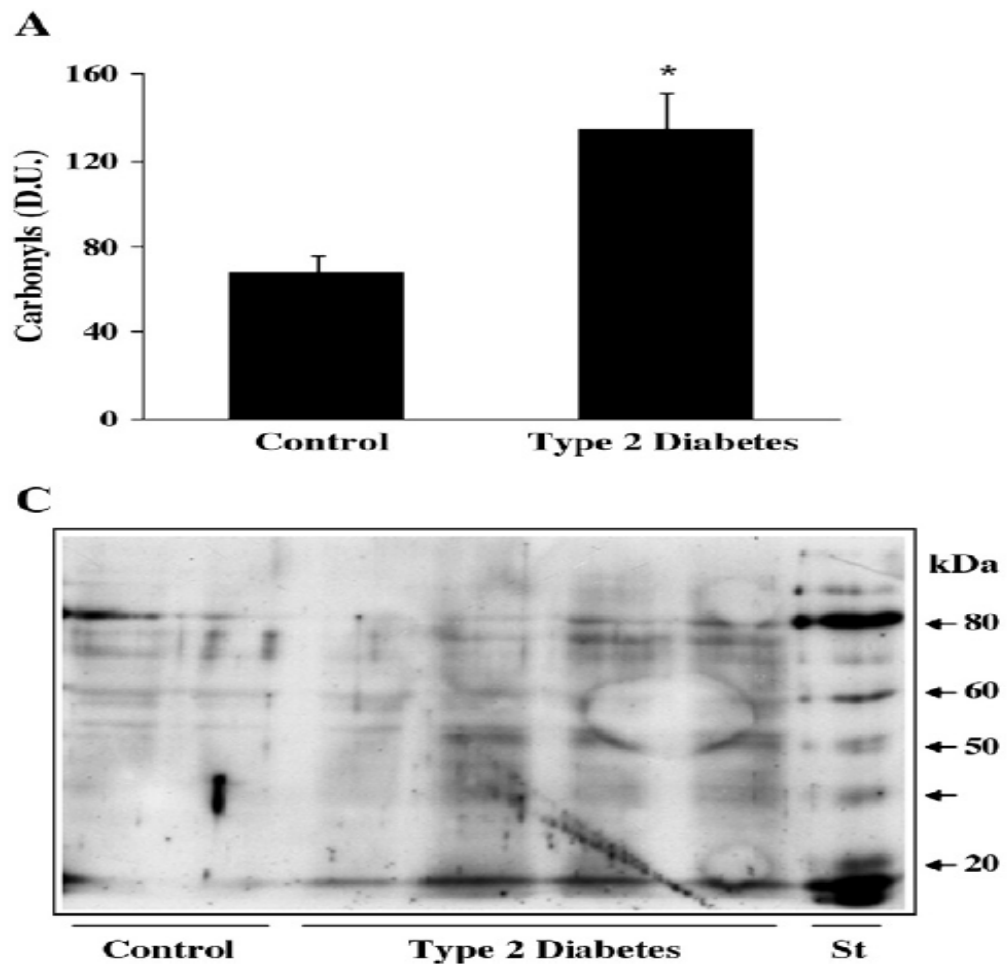 A
160
*
120
80
40
0
Carbonyls (D.U.)
Control Type 2 Diabetes
C
kDa
80
60
50
20
Control Type 2 Diabetes St